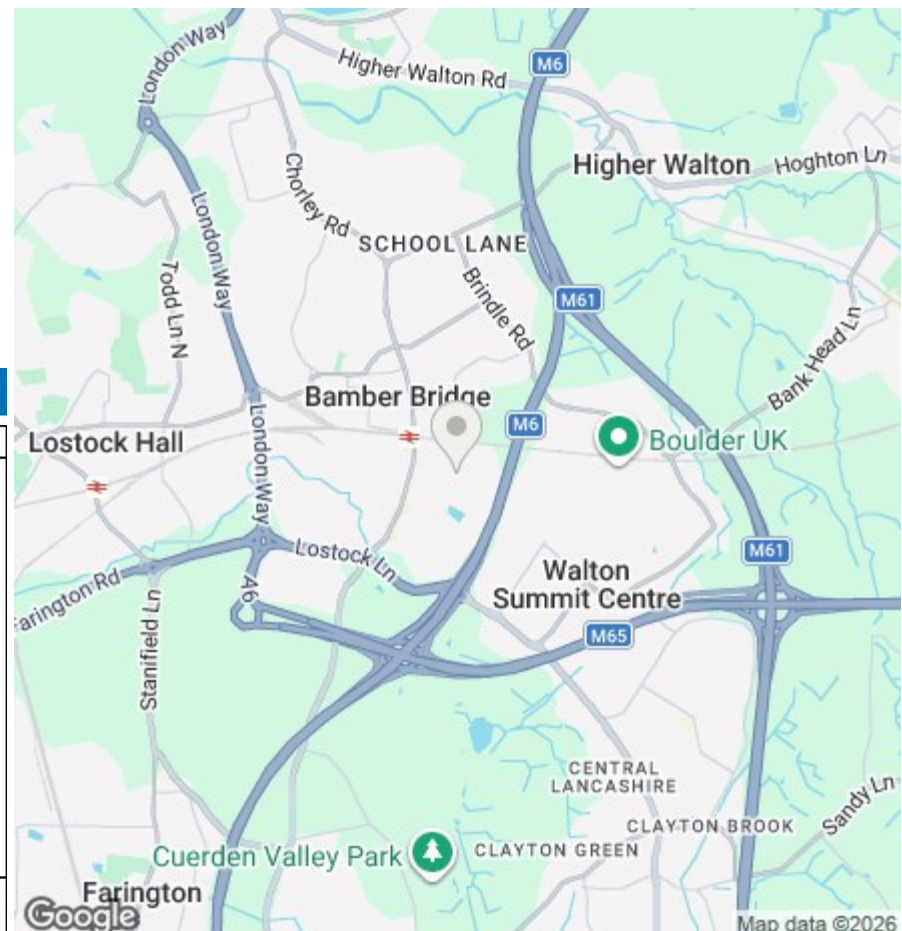 London Way
Higher Walton Rd
M6
Higher Walton
Hoghton Ln
Chorley Rd
London Way
SCHOOL LANE
Todd Ln N
Brindle Rd
M61
Bank Head Ln
Bamber Bridge
M6
Boulder UK
Lostock Hall
London Way
Lostock Ln
M61
Farington Rd
A6
Walton
Summit Centre
M65
Stanifield Ln
CENTRAL
LANCASHIRE
Sandy Ln
CLAYTON BROOK
Cuerden Valley Park
CLAYTON GREEN
Farington
Google
Map data ©2026